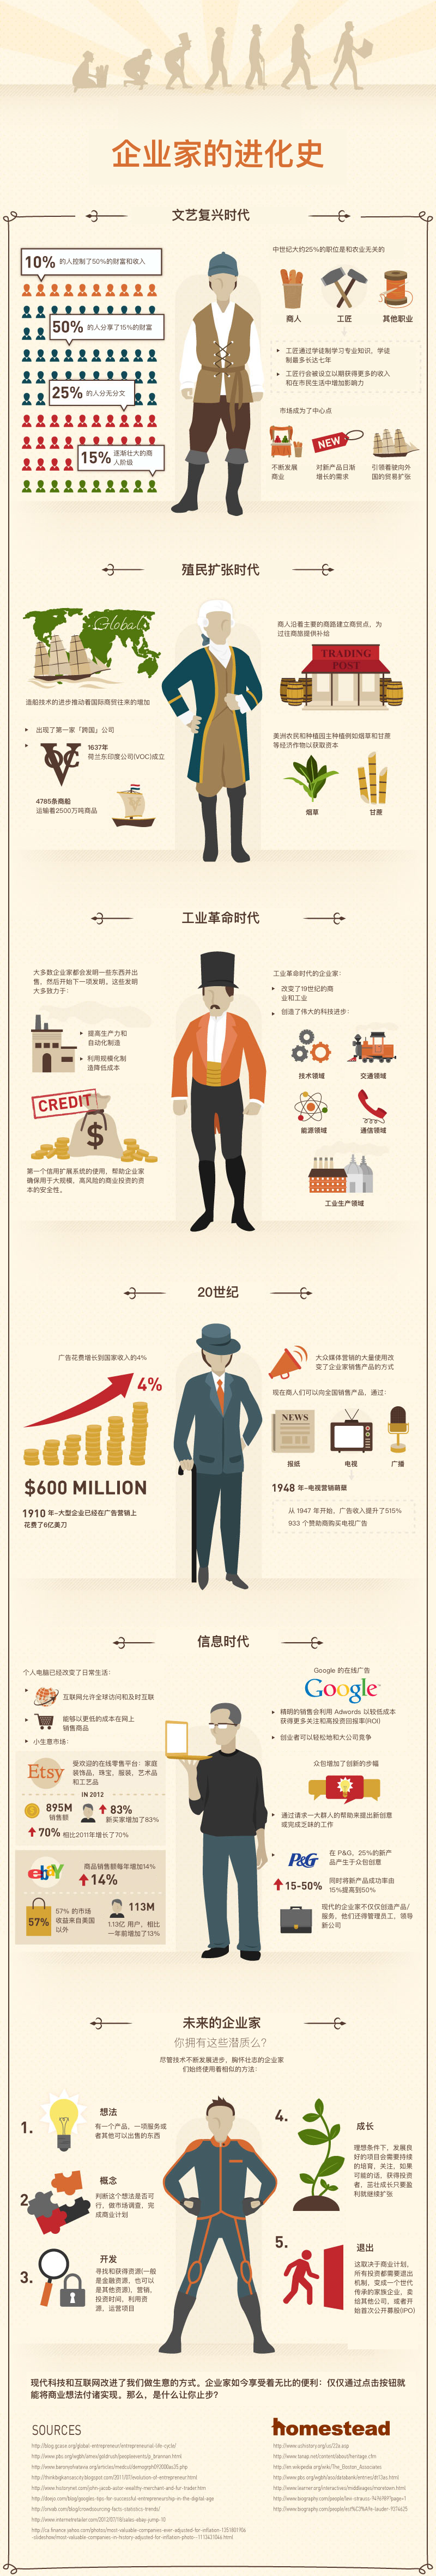 企业家的进化史
文艺复兴时代
10% 的人控制了50%的财富和收入
50% 的人分享了15%的财富
25% 的人分无分文
15% 逐渐壮大的商
人阶级
中世纪大约25%的职位是和农业无关的
商人
工匠
其他职业
工匠通过学徒制学习专业知识，学徒
制最多长达七年
工匠行会被设立以期获得更多的收入
和在市民生活中增加影响力
市场成为了中心点
NEW
不断发展
商业
对新产品日渐
增长的需求
引领着驶向外
国的贸易扩张
殖民扩张时代
Global
造船技术的进步推动着国际商贸往来的增加
出现了第一家「跨国」公司
VOC
1637年
荷兰东印度公司(VOC)成立
4785条商船
运输着2500万吨商品
商人沿着主要的商路建立商贸点，为
过往商旅提供补给
TRADING
POST
美洲农民和种植园主种植例如烟草和甘蔗
等经济作物以获取资本
烟草
甘蔗
工业革命时代
大多数企业家都会发明一些东西并出
售，然后开始下一项发明。这些发明
大多致力于：
提高生产力和
自动化制造
利用规模化制
造降低成本
CREDIT
$
第一个信用扩展系统的使用，帮助企业家
确保用于大规模，高风险的商业投资的资
本的安全性。
工业革命时代的企业家：
改变了19世纪的商
业和工业
创造了伟大的科技进步：
技术领域
交通领域
能源领域
通信领域
工业生产领域
20世纪
广告花费增长到国家收入的4%
4%
$600 MILLION
1910 年-大型企业已经在广告营销上
花费了6亿美刀
大众媒体营销的大量使用改
变了企业家销售产品的方式
现在商人们可以向全国销售产品，通过：
NEWS
报纸
电视
广播
1948 年-电视营销萌壁
从 1947 年开始，广告收入提升了515%
933 个赞助商购买电视广告
信息时代
个人电脑已经改变了日常生活：
互联网允许全球访问和及时互联
能够以更低的成本在网上
销售商品
小生意市场：
Etsy
受欢迎的在线零售平台：家庭
装饰品，珠宝，服装，艺术品
和工艺品
IN 2012
895M
销售额
83%
新买家增加了83%
70% 相比2011年增长了70%
ebaY
商品销售额每年增加14%
14%
57%
57% 的市场
收益来自美国
以外
113M
1.13亿 用户，相比
一年前增加了13%
Google 的在线广告
Google
精明的销售会利用 Adwords 以较低成本
获得更多关注和高投资回报率(ROI)
创业者可以轻松地和大公司竞争
众包增加了创新的步幅
通过请求一大群人的帮助来提出新创意
或完成乏味的工作
P&G
在 P&G，25%的新产
品产生于众包创意
15-50%
同时将新产品成功率由
15%提高到50%
现代的企业家不仅仅创造产品/
服务，他们还得管理员工，领导
新公司
未来的企业家
你拥有这些潜质么？
尽管技术不断发展进步，胸怀壮志的企业家
们始终使用着相似的方法：
1.
想法
有一个产品，一项服务或
者其他可以出售的东西
2.
概念
判断这个想法是否可
行，做市场调查，完
成商业计划
3.
开发
寻找和获得资源(一般
是金融资源，也可以
是其他资源)，营销，
投资时间，利用资
源，运营项目
4.
成长
理想条件下，发展良
好的项目会需要持续
的培育，关注，如果
可能的话，获得投资
者，茁壮成长只要盈
利就继续扩张
5.
退出
这取决于商业计划，
所有投资都需要退出
机制，变成一个世代
传承的家族企业，卖
给其他公司，或者开
始首次公开募股(IPO)
现代科技和互联网改进了我们做生意的方式。企业家如今享受着无比的便利：仅仅通过点击按钮就
能将商业想法付诸实现。那么，是什么让你止步？
SOURCES
homestead